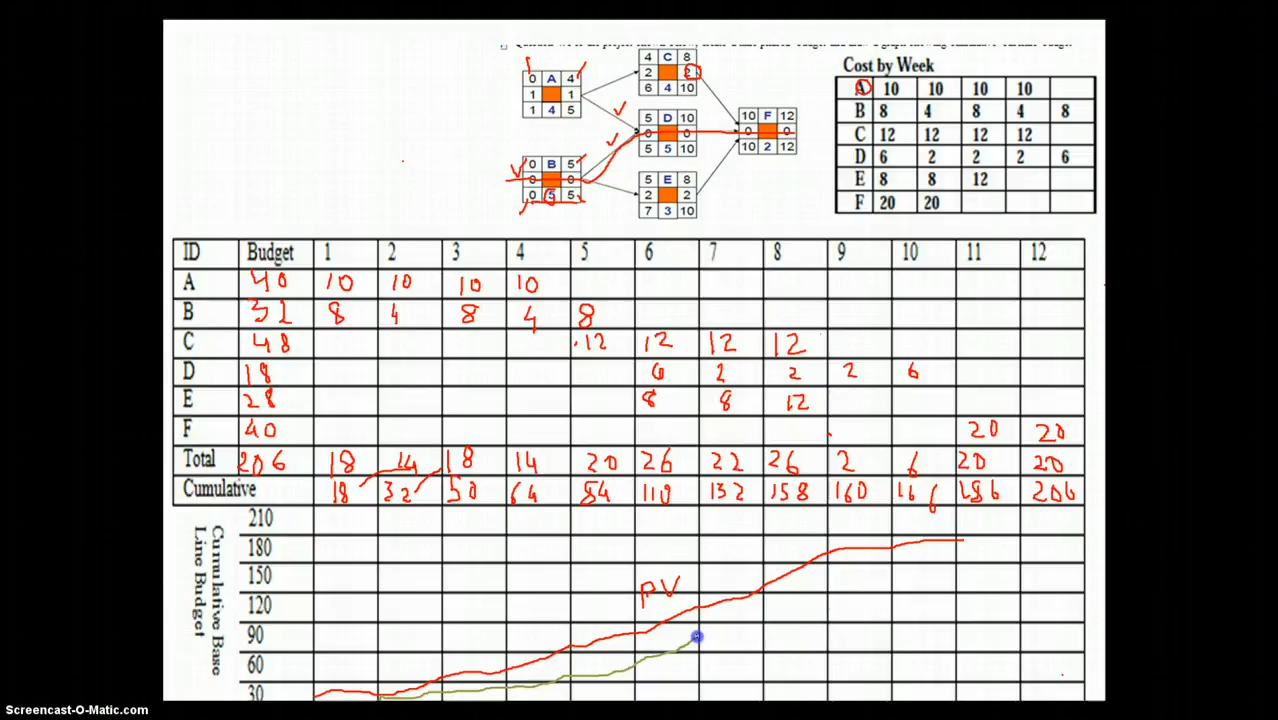 4 C 8
0 A 4
2 2
1 1
6 4 10
Cost by Week
A 10 10 10 10
B 8 4 8 4 8
C 12 12 12 12
D 6 2 2 2 6
E 8 8 12
F 20 20
1 4 5
5 D 10
0 0
5 5 10
10 F 12
0 0
10 2 12
0 B 5
0 0
0 5 5
5 E 8
2 2
7 3 10
ID Budget 1 2 3 4 5 6 7 8 9 10 11 12
A 40 10 10 10 10
B 32 8 4 8 4 8
C 48 12 12 12 12
D 18 6 2 2 2 6
E 28 8 8 12
F 40 20 20
Total 206 18 14 18 14 20 26 22 26 2 6 20 20
Cumulative 18 32 50 64 84 110 132 158 160 166 186 206
Cumulative Base
Line Budget
210
180
150
120
90
60
30
PV
Screencast-O-Matic.com